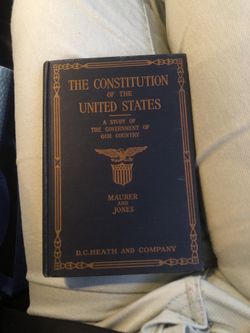 THE CONSTITUTION
OF THE
UNITED STATES
A STUDY OF
THE GOVERNMENT OF
OUR COUNTRY
MAURER
AND
JONES
D.C. HEATH AND COMPANY